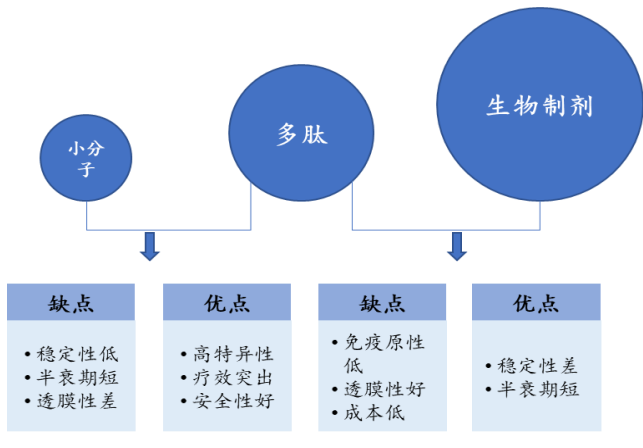 小分
子
多肽
生物制剂
缺点
• 稳定性低
• 半衰期短
• 透膜性差
优点
• 高特异性
• 疗效突出
• 安全性好
缺点
• 免疫原性
低
• 透膜性好
• 成本低
优点
• 稳定性差
• 半衰期短